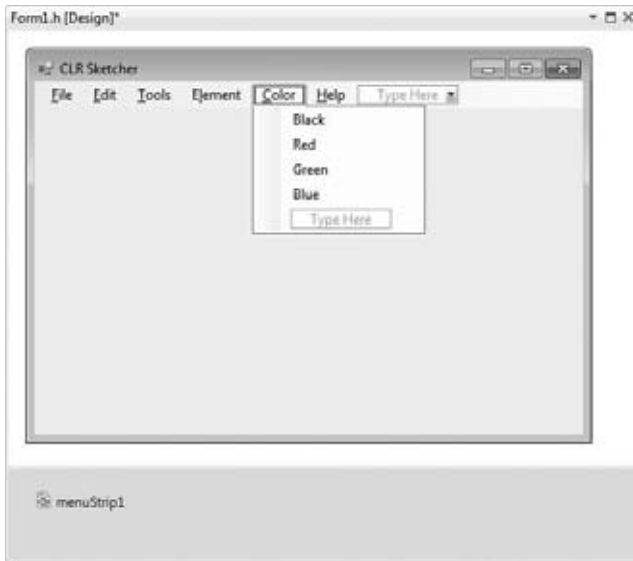 Form1.h [Design]*
CLR Sketcher
File Edit Tools Element Color Help Type Here
Black
Red
Green
Blue
Type Here
menuStrip1